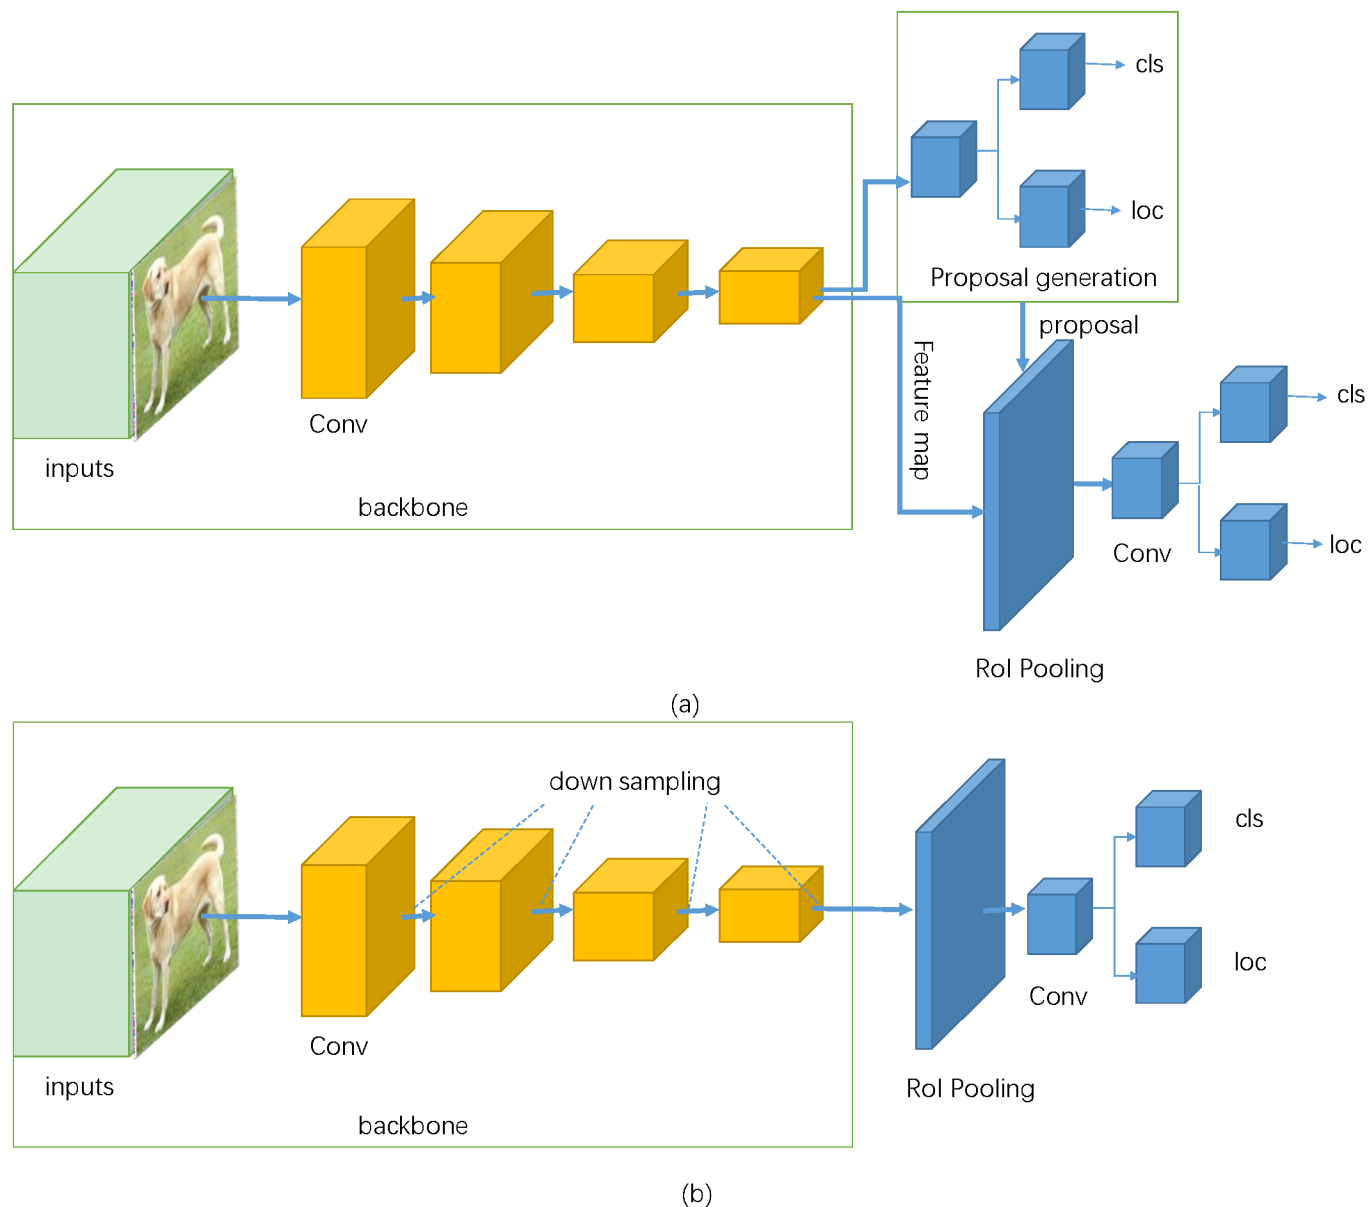 cls
loc
Proposal generation
proposal
Feature map
Conv
inputs
backbone
cls
loc
Conv
RoI Pooling
(a)
down sampling
cls
loc
Conv
Conv
inputs
RoI Pooling
backbone
(b)